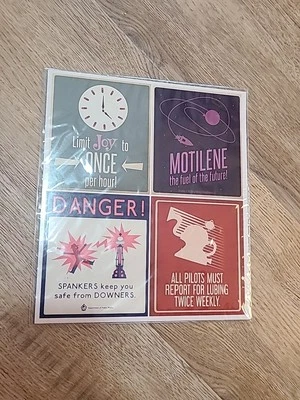 Limit Joy to
ONCE
per hour!
MOTILENE
the fuel of the future!
DANGER!
SPANKERS keep you
safe from DOWNERS.
ALL PILOTS MUST
REPORT FOR LUBING
TWICE WEEKLY.